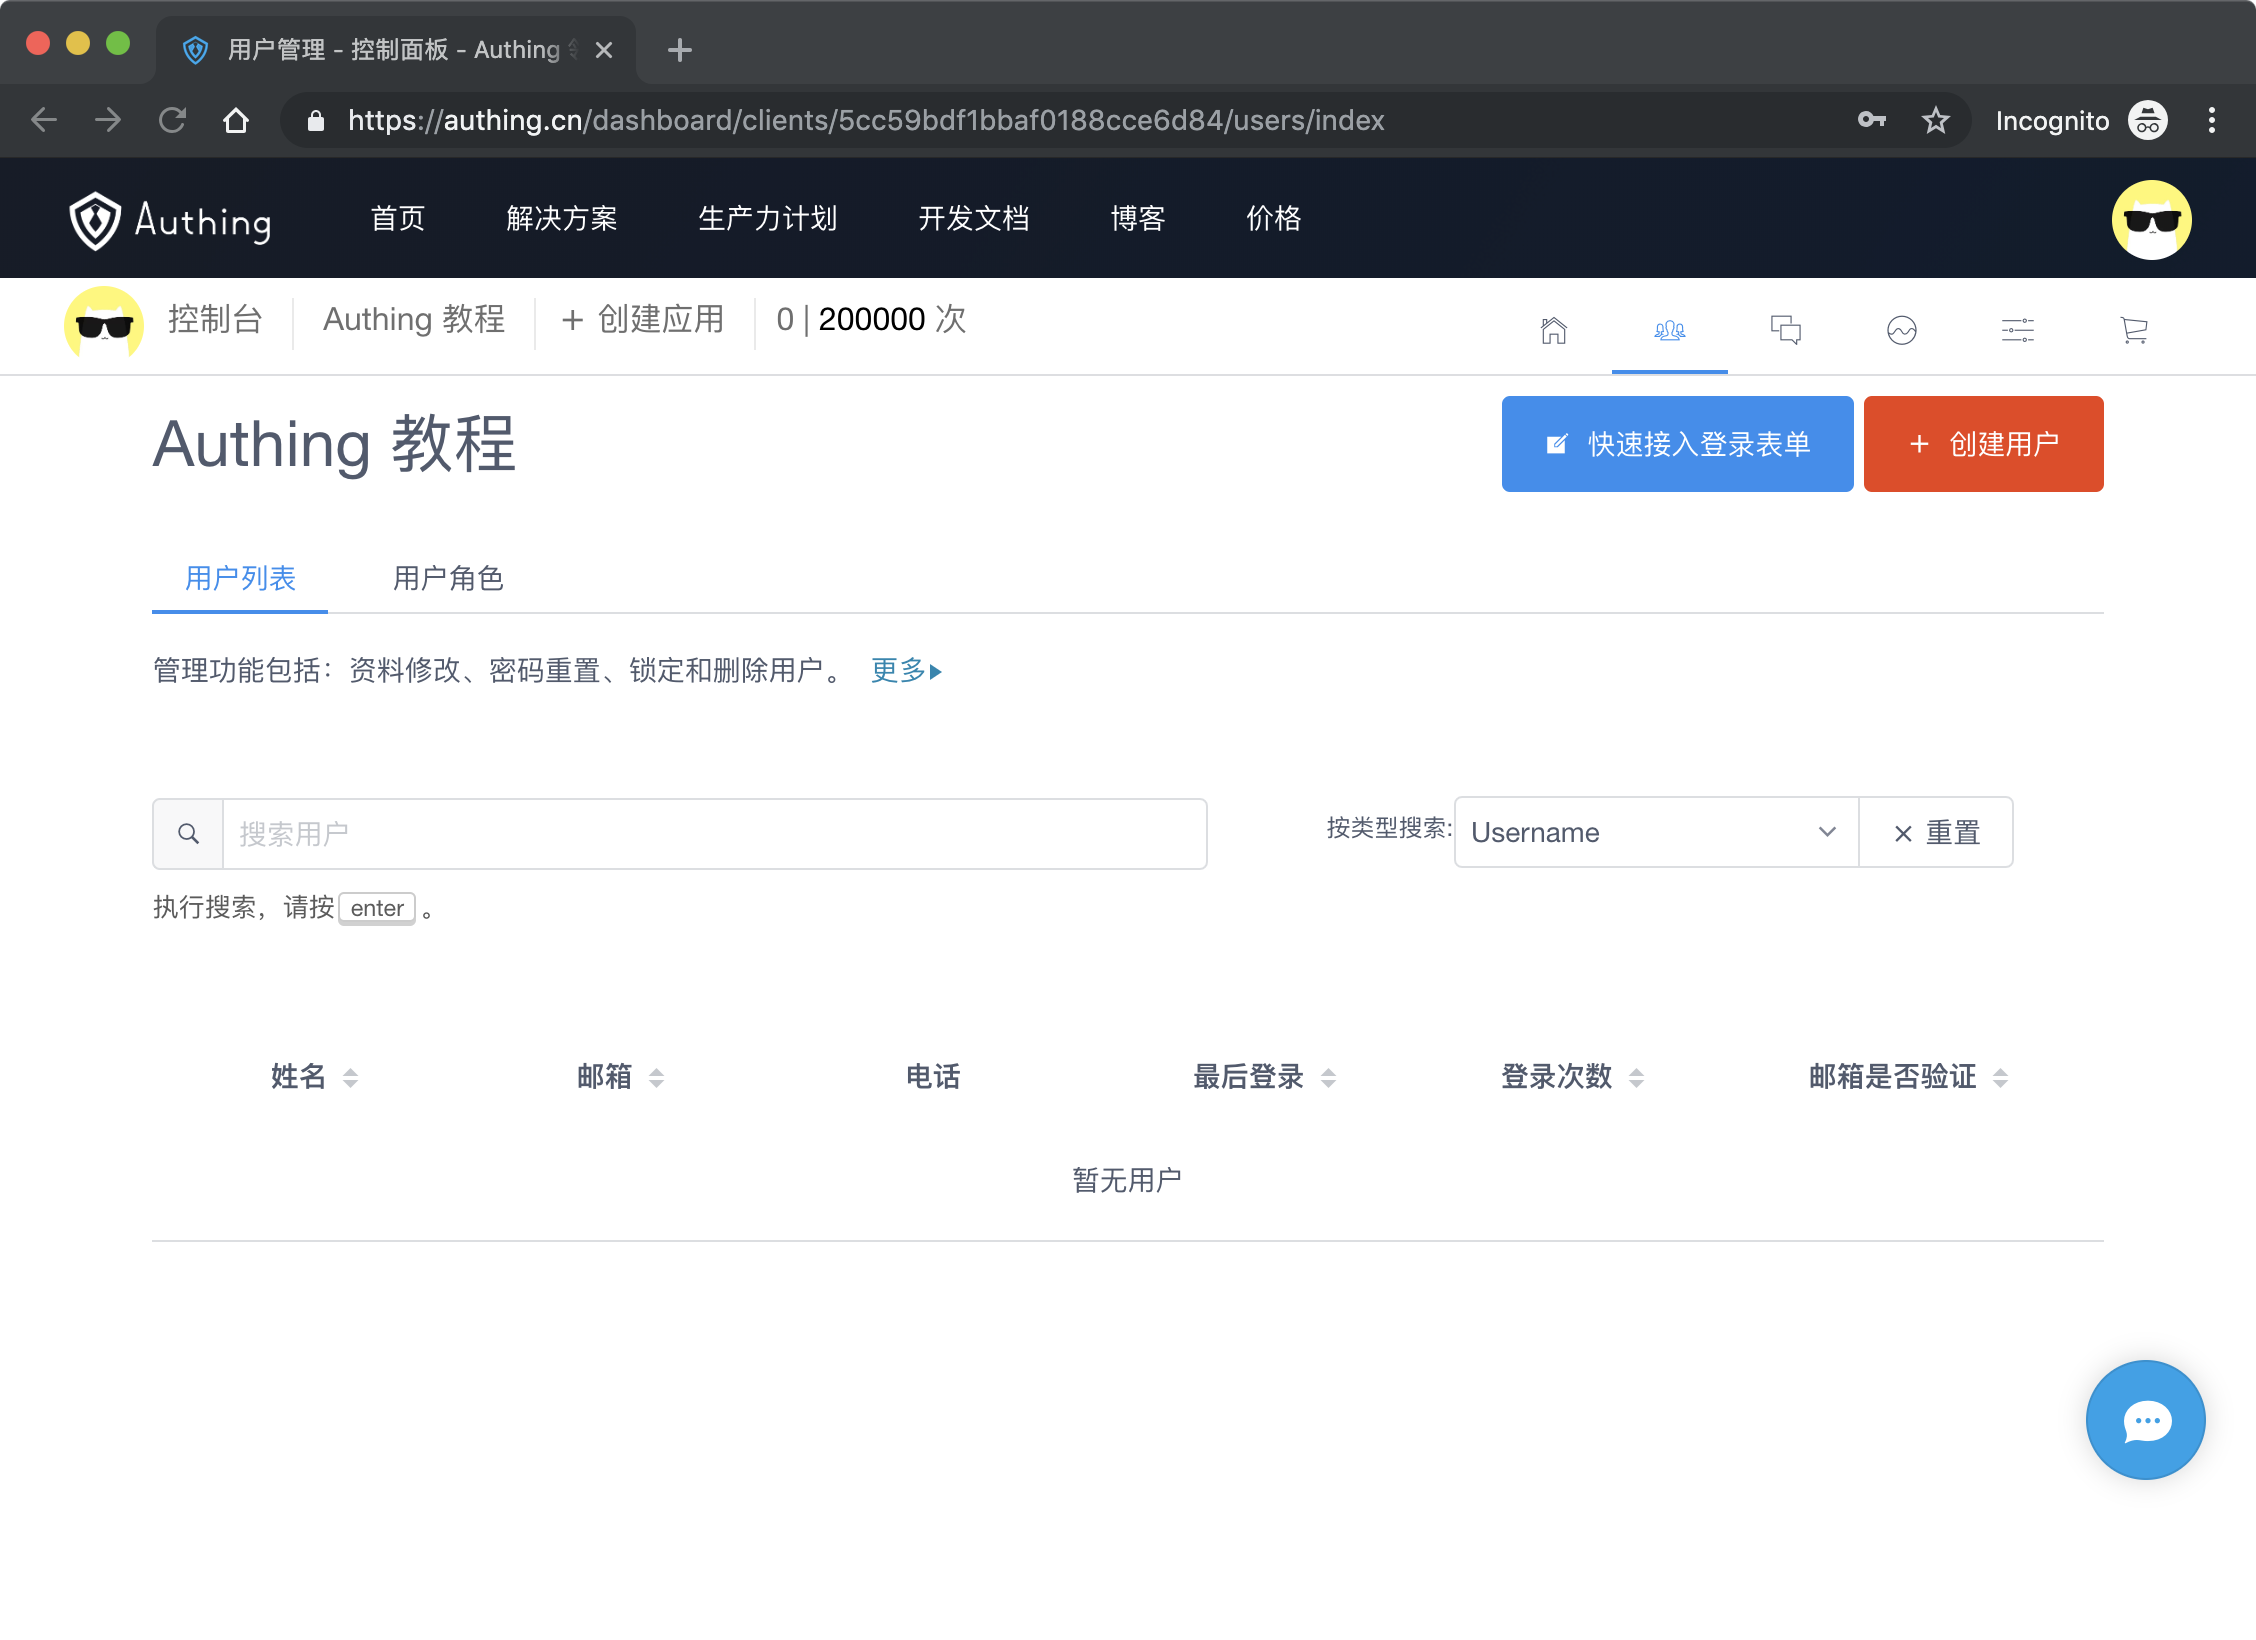 用户管理 - 控制面板 - Authing
https://authing.cn/dashboard/clients/5cc59bdf1bbaf0188cce6d84/users/index
Incognito
Authing 首页 解决方案 生产力计划 开发文档 博客 价格
控制台 Authing 教程 + 创建应用 0 | 200000 次
Authing 教程
快速接入登录表单
+ 创建用户
用户列表 用户角色
管理功能包括：资料修改、密码重置、锁定和删除用户。 更多
搜索用户
按类型搜索: Username × 重置
执行搜索，请按 enter 。
姓名 邮箱 电话 最后登录 登录次数 邮箱是否验证
暂无用户